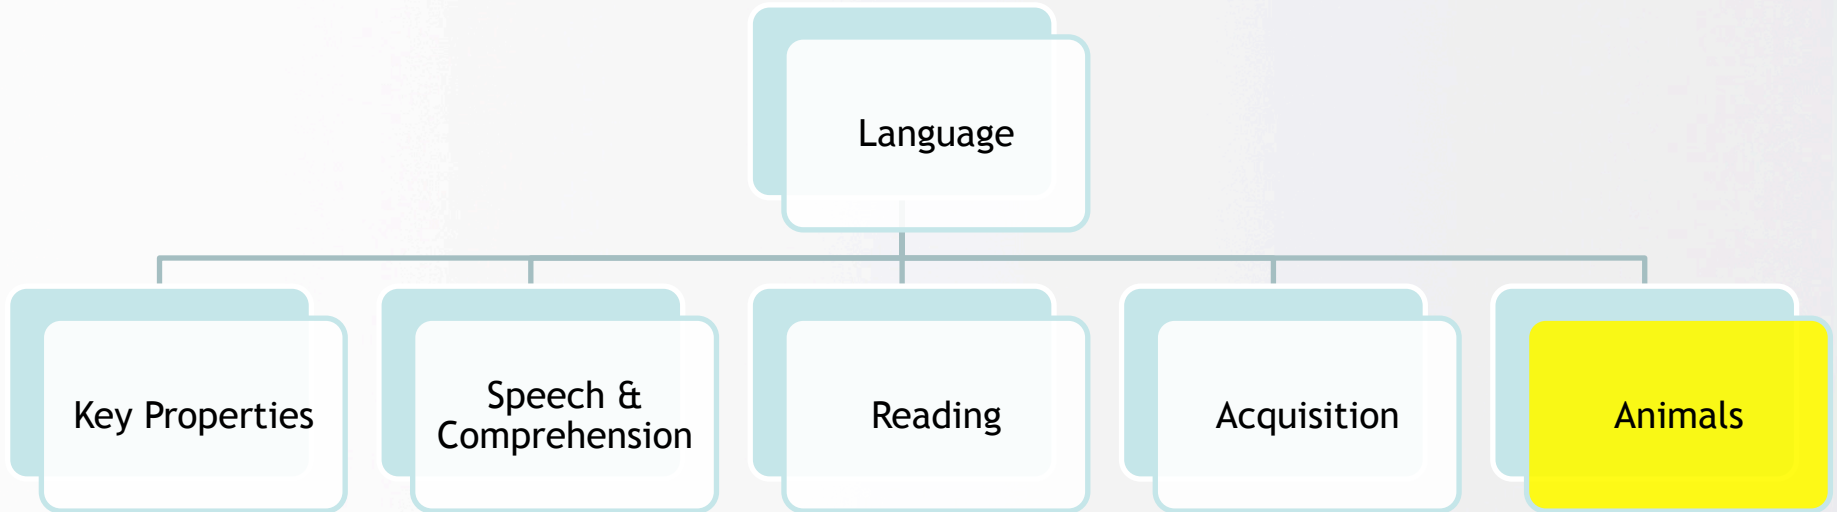 Language
Key Properties
Speech &
Comprehension
Reading
Acquisition
Animals